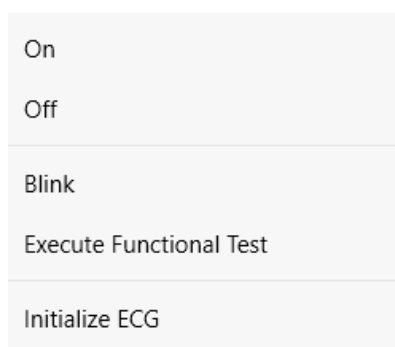 On
Off
Blink
Execute Functional Test
Initialize ECG